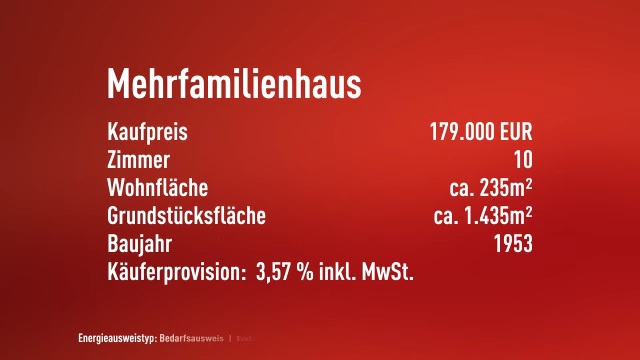 Mehrfamilienhaus
Kaufpreis 179.000 EUR
Zimmer 10
Wohnfläche ca. 235m²
Grundstücksfläche ca. 1.435m²
Baujahr 1953
Käuferprovision: 3,57 % inkl. MwSt.
Energieausweistyp: Bedarfsausweis |